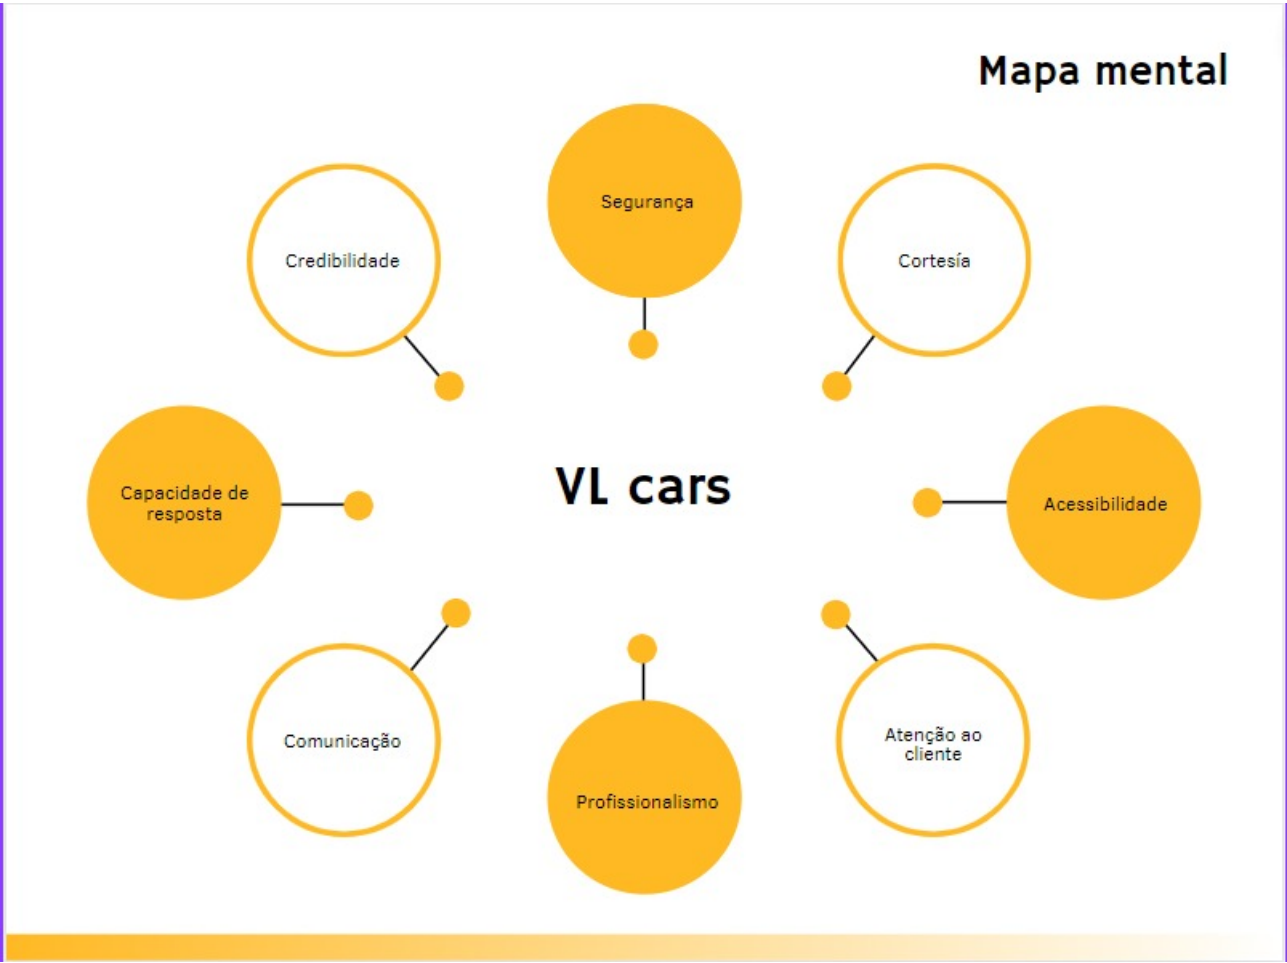 Mapa mental
Segurança
Credibilidade
Cortesía
VL cars
Capacidade de
resposta
Acessibilidade
Comunicação
Atenção ao
cliente
Profissionalismo